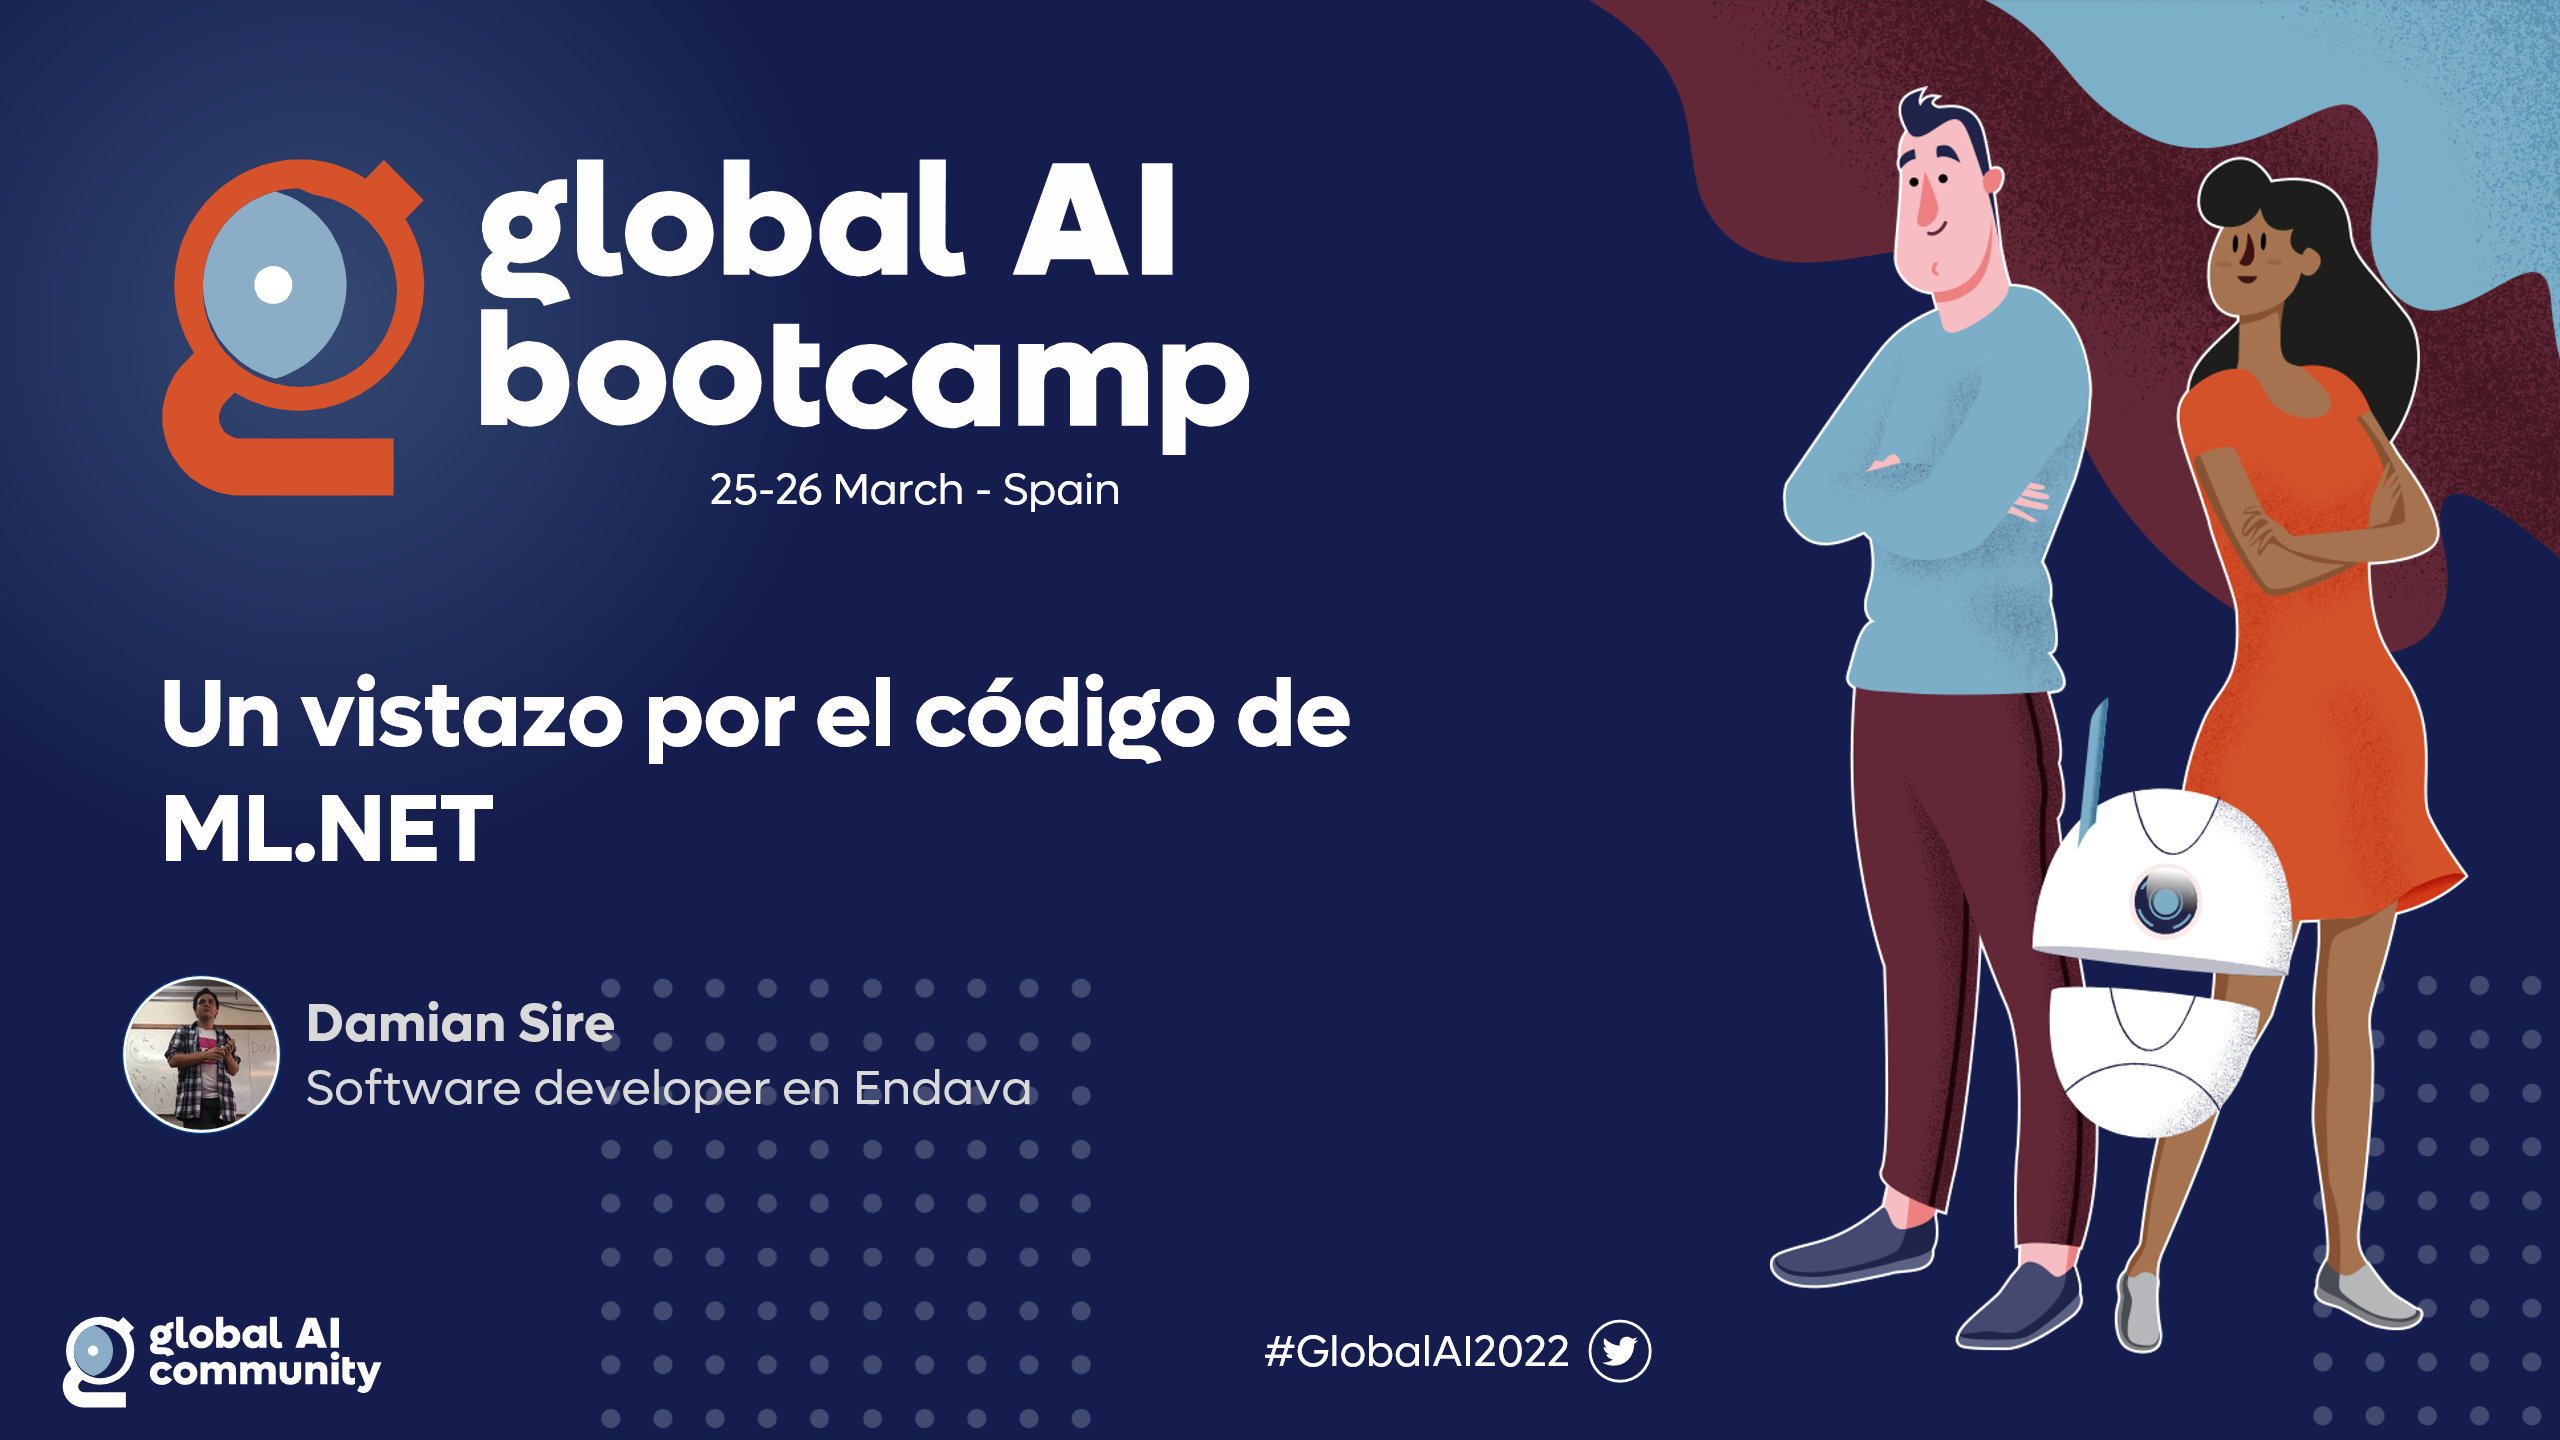 global AI
bootcamp
25-26 March - Spain
Un vistazo por el código de
ML.NET
Damian Sire
Software developer en Endava
global AI
community
#GlobalAI2022